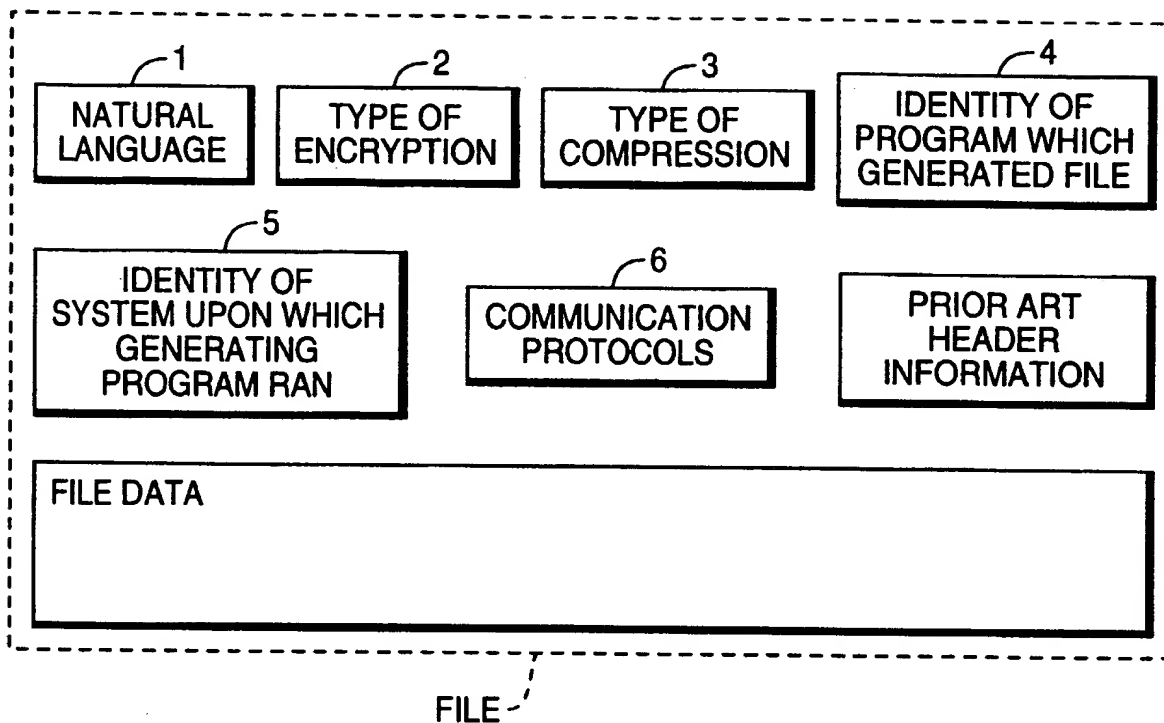 1
NATURAL
LANGUAGE
2
TYPE OF
ENCRYPTION
3
TYPE OF
COMPRESSION
4
IDENTITY OF
PROGRAM WHICH
GENERATED FILE
5
IDENTITY OF
SYSTEM UPON WHICH
GENERATING
PROGRAM RAN
6
COMMUNICATION
PROTOCOLS
PRIOR ART
HEADER
INFORMATION
FILE DATA
FILE